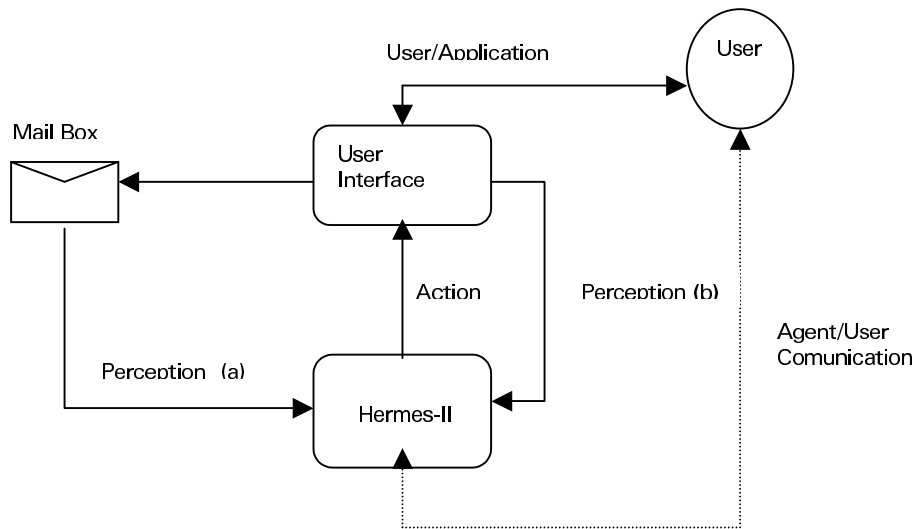 User/Application
User
Mail Box
User
Interface
Action
Perception (b)
Agent/User
Comunication
Perception (a)
Hermes-II